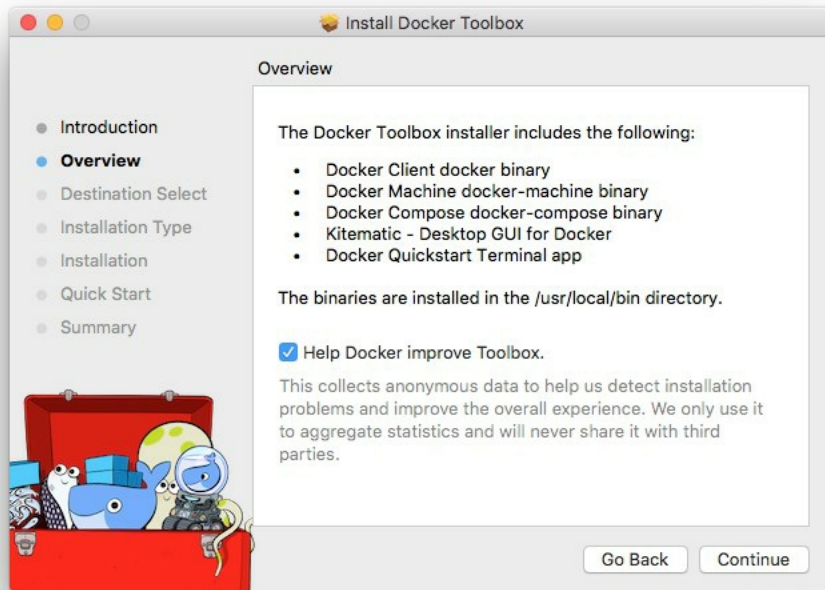 Install Docker Toolbox
Overview
Introduction
Overview
Destination Select
Installation Type
Installation
Quick Start
Summary
The Docker Toolbox installer includes the following:
• Docker Client docker binary
• Docker Machine docker-machine binary
• Docker Compose docker-compose binary
• Kitematic - Desktop GUI for Docker
• Docker Quickstart Terminal app
The binaries are installed in the /usr/local/bin directory.
Help Docker improve Toolbox.
This collects anonymous data to help us detect installation
problems and improve the overall experience. We only use it
to aggregate statistics and will never share it with third
parties.
Go Back
Continue